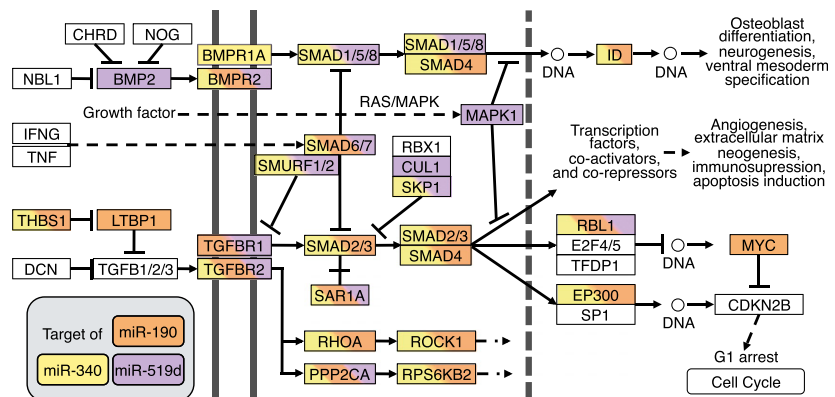 CHRD
NOG
NBL1
BMP2
BMPR1A
BMPR2
SMAD1/5/8
SMAD1/5/8
SMAD4
DNA
ID
DNA
Osteoblast
differentiation,
neurogenesis,
ventral mesoderm
specification
Growth factor
RAS/MAPK
MAPK1
IFNG
TNF
SMAD6/7
SMURF1/2
RBX1
CUL1
SKP1
Transcription
factors,
co-activators,
and co-repressors
Angiogenesis,
extracellular matrix
neogenesis,
immunosupression,
apoptosis induction
THBS1
LTBP1
DCN
TGFB1/2/3
TGFBR1
TGFBR2
SMAD2/3
SMAD2/3
SMAD4
SAR1A
RBL1
E2F4/5
TFDP1
DNA
MYC
EP300
SP1
DNA
CDKN2B
G1 arrest
Cell Cycle
RHOA
ROCK1
PPP2CA
RPS6KB2
Target of
miR-190
miR-340
miR-519d